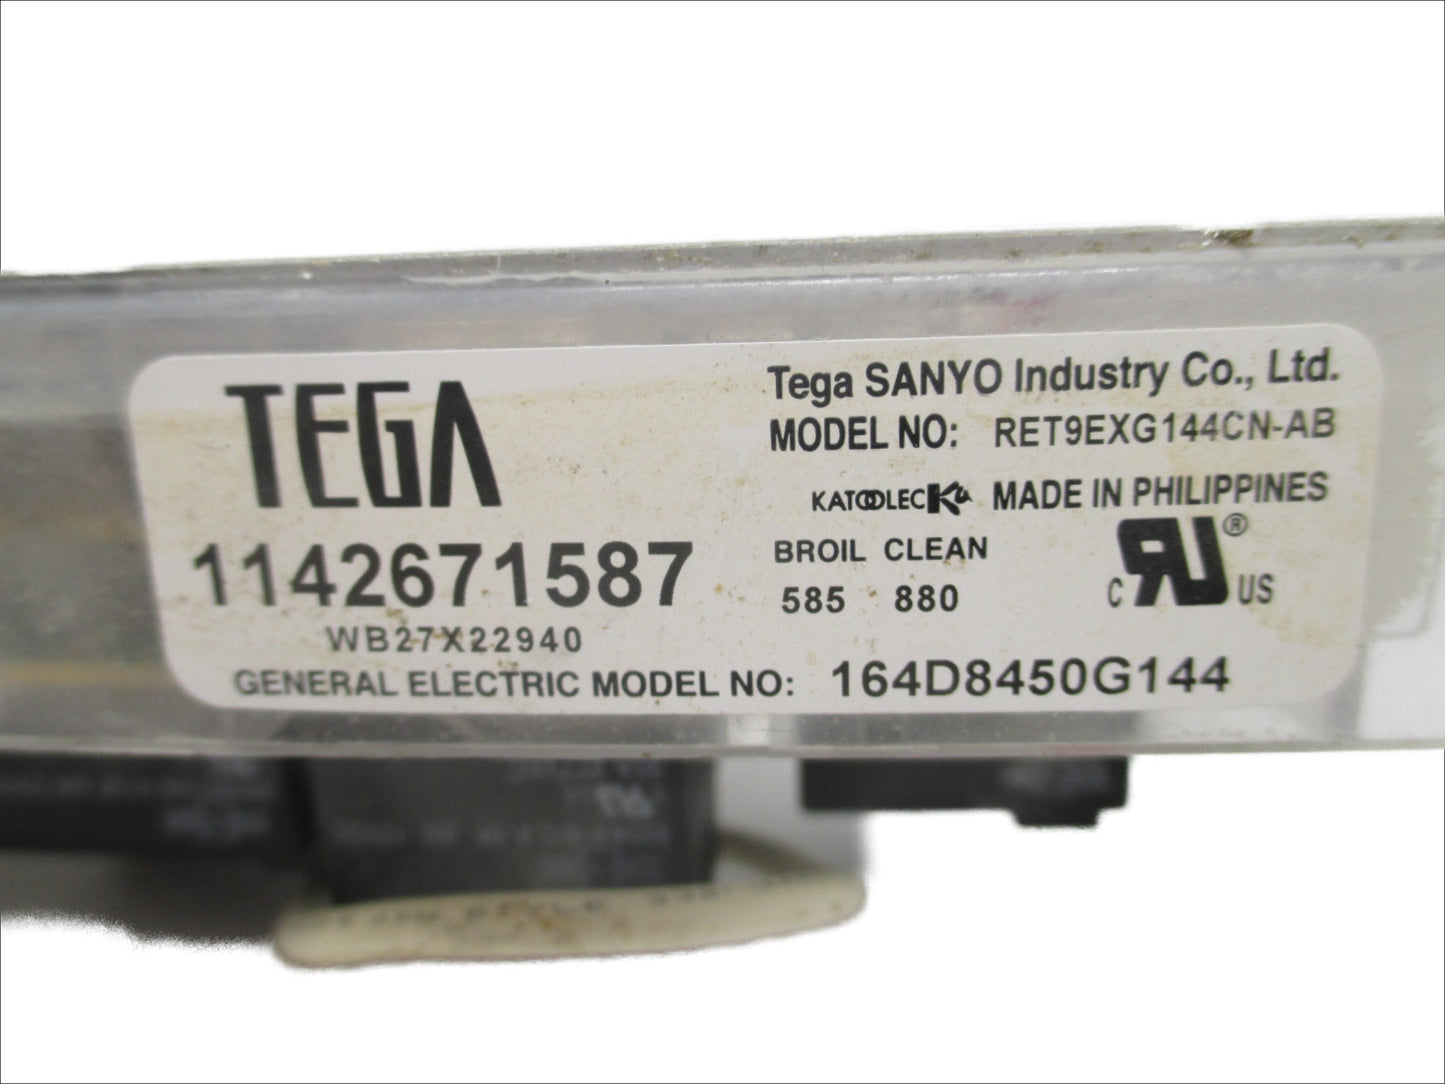 TEGA
1142671587
WB27X22940
Tega SANYO Industry Co., Ltd.
MODEL NO: RET9EXG144CN-AB
KATOOLEC MADE IN PHILIPPINES
BROIL CLEAN
585 880
C RU ® US
GENERAL ELECTRIC MODEL NO: 164D8450G144